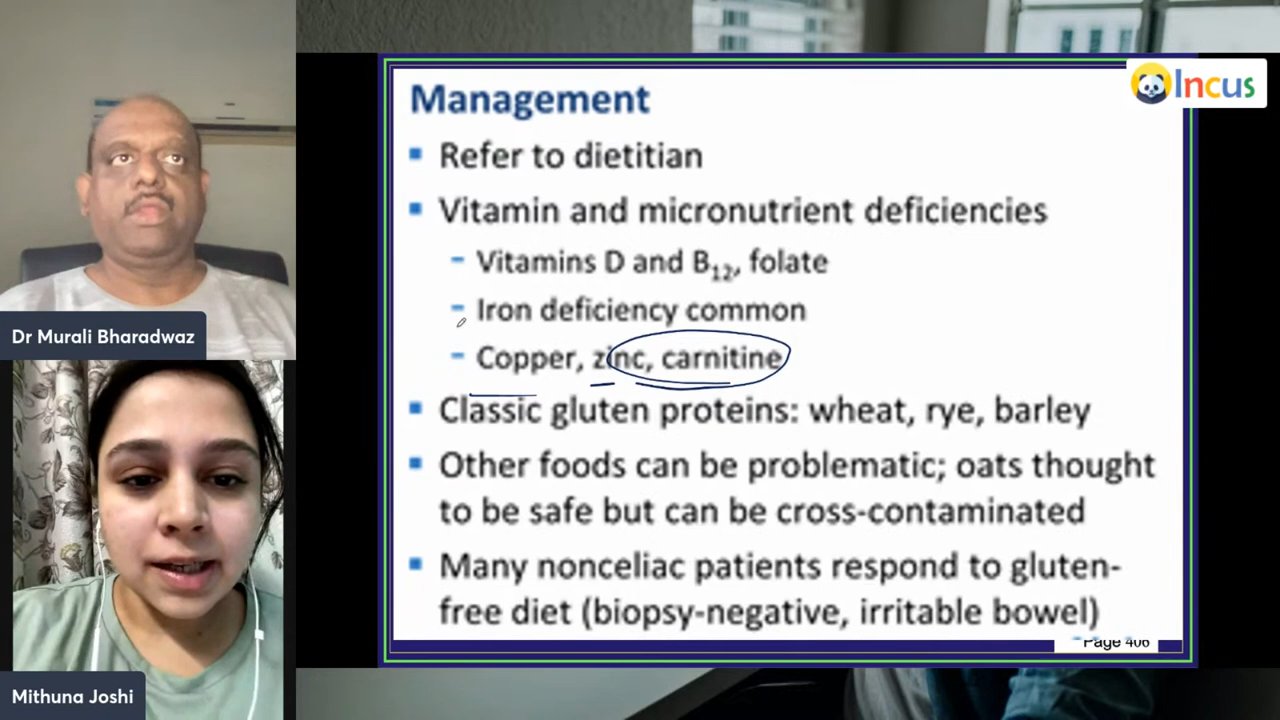 Incus
Management
Refer to dietitian
Vitamin and micronutrient deficiencies
– Vitamins D and B12, folate
– Iron deficiency common
– Copper, zinc, carnitine
Classic gluten proteins: wheat, rye, barley
Other foods can be problematic; oats thought
to be safe but can be cross-contaminated
Many nonceliac patients respond to gluten-
free diet (biopsy-negative, irritable bowel)
Page 406
Dr Murali Bharadwaz
Mithuna Joshi